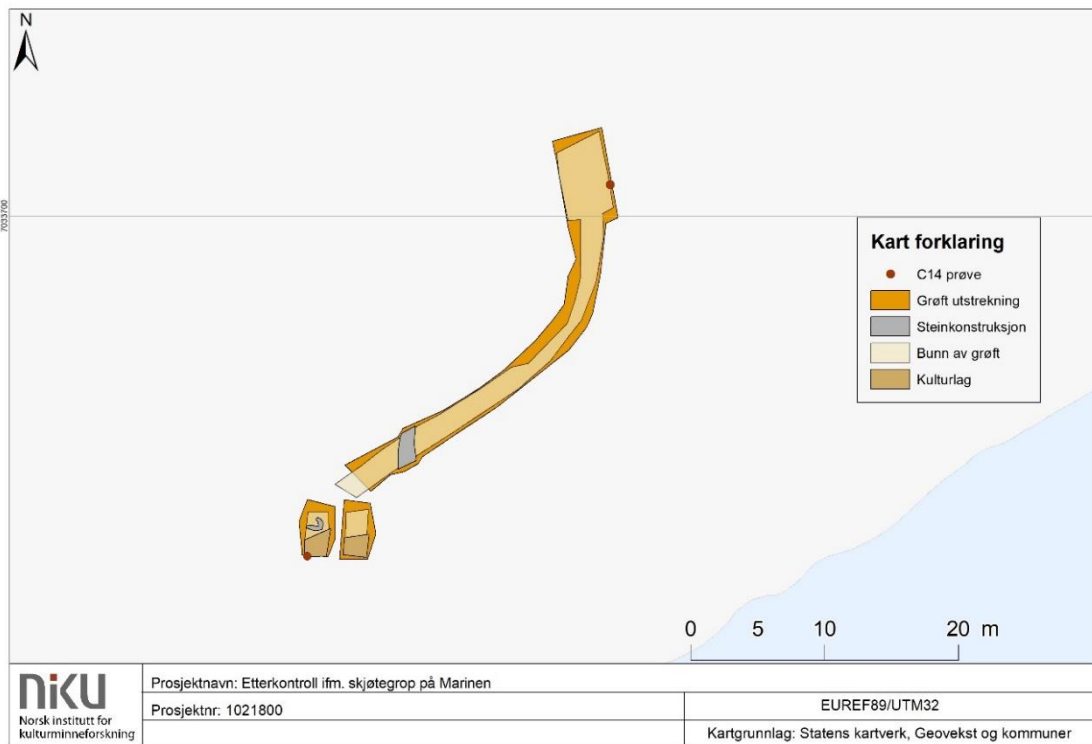 N
7033700
Kart forklaring
C14 prøve
Grøft utstrekning
Steinkonstruksjon
Bunn av grøft
Kulturlag
0 5 10 20 m
niku
Norsk institutt for
kulturminneforskning
Prosjektnavn: Etterkontroll ifm. skjøtegrop på Marinen
Prosjektnr: 1021800
EUREF89/UTM32
Kartgrunnlag: Statens kartverk, Geovekst og kommuner